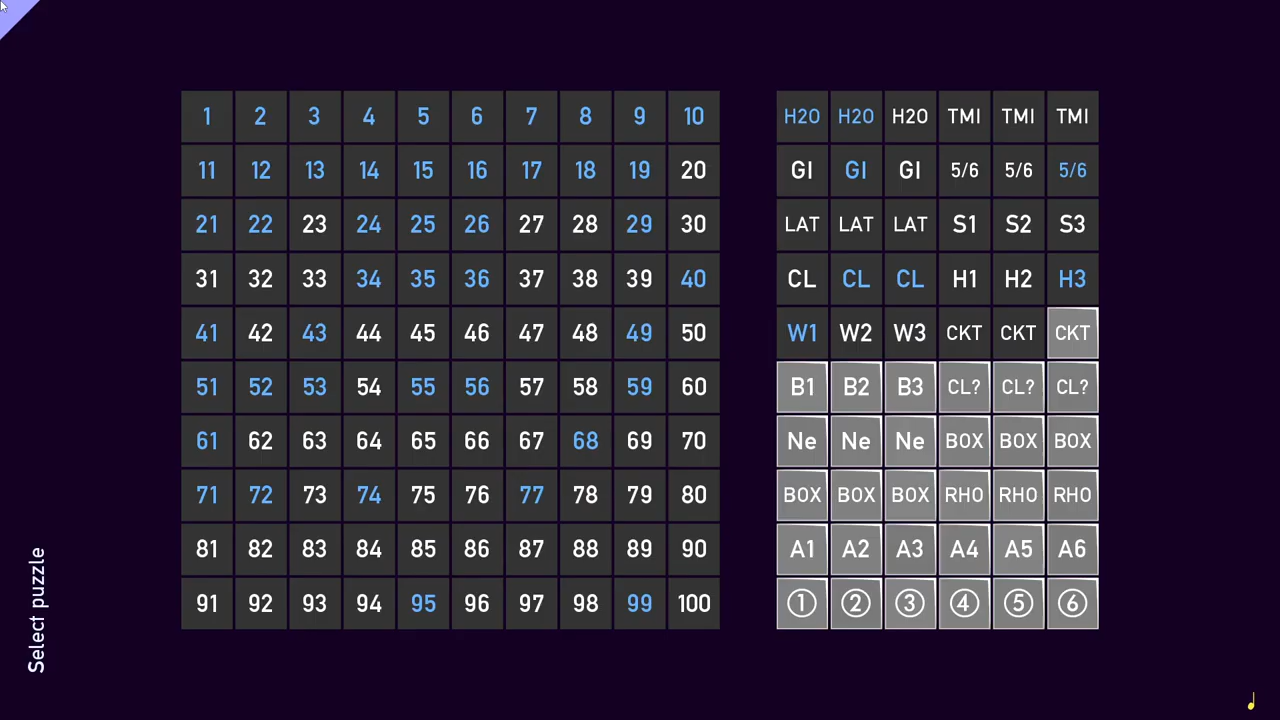 1 2 3 4 5 6 7 8 9 10 H2O H2O H2O TMI TMI TMI
11 12 13 14 15 16 17 18 19 20 GI GI GI 5/6 5/6 5/6
21 22 23 24 25 26 27 28 29 30 LAT LAT LAT S1 S2 S3
31 32 33 34 35 36 37 38 39 40 CL CL CL H1 H2 H3
41 42 43 44 45 46 47 48 49 50 W1 W2 W3 CKT CKT CKT
51 52 53 54 55 56 57 58 59 60 B1 B2 B3 CL? CL? CL?
61 62 63 64 65 66 67 68 69 70 Ne Ne Ne BOX BOX BOX
71 72 73 74 75 76 77 78 79 80 BOX BOX BOX RHO RHO RHO
81 82 83 84 85 86 87 88 89 90 A1 A2 A3 A4 A5 A6
91 92 93 94 95 96 97 98 99 100 ① ② ③ ④ ⑤ ⑥
Select puzzle